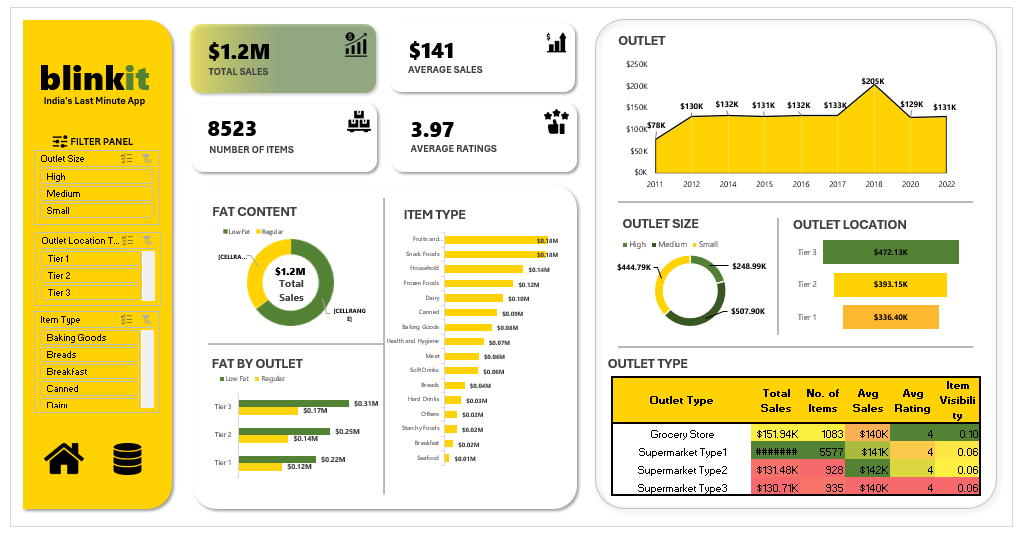 blinkit
India's Last Minute App
FILTER PANEL
Outlet Size
High
Medium
Small
Outlet Location T...
Tier 1
Tier 2
Tier 3
Item Type
Baking Goods
Breads
Breakfast
Canned
Dairy
$1.2M
TOTAL SALES
$141
AVERAGE SALES
8523
NUMBER OF ITEMS
3.97
AVERAGE RATINGS
FAT CONTENT
Low Fat Regular
[CELLRA...
$1.2M
Total
Sales
[CELLRANG
E]
FAT BY OUTLET
Low Fat Regular
Tier 3 $0.31M
$0.17M
Tier 2 $0.25M
$0.14M
Tier 1 $0.22M
$0.12M
ITEM TYPE
Fruits and... $0.18M
Snack Foods $0.18M
Household $0.14M
Frozen Foods $0.12M
Dairy $0.10M
Canned $0.09M
Baking Goods $0.08M
Health and Hygiene $0.07M
Meat $0.06M
Soft Drinks $0.06M
Breads $0.04M
Hard Drinks $0.03M
Others $0.02M
Starchy Foods $0.02M
Breakfast $0.02M
Seafood $0.01M
OUTLET
$250K
$200K
$150K
$100K
$50K
$0K
$78K $130K $132K $131K $132K $133K $205K $129K $131K
2011 2012 2014 2015 2016 2017 2018 2020 2022
OUTLET SIZE
High Medium Small
$444.79K
$248.99K
$507.90K
OUTLET LOCATION
Tier 3 $472.13K
Tier 2 $393.15K
Tier 1 $336.40K
OUTLET TYPE
Outlet Type
Total
Sales
No. of
Items
Avg
Sales
Avg
Rating
Item
Visibili
ty
Grocery Store $151.94K 1083 $140K 4 0.10
Supermarket Type1 ####### 5577 $141K 4 0.06
Supermarket Type2 $131.48K 928 $142K 4 0.06
Supermarket Type3 $130.71K 935 $140K 4 0.06